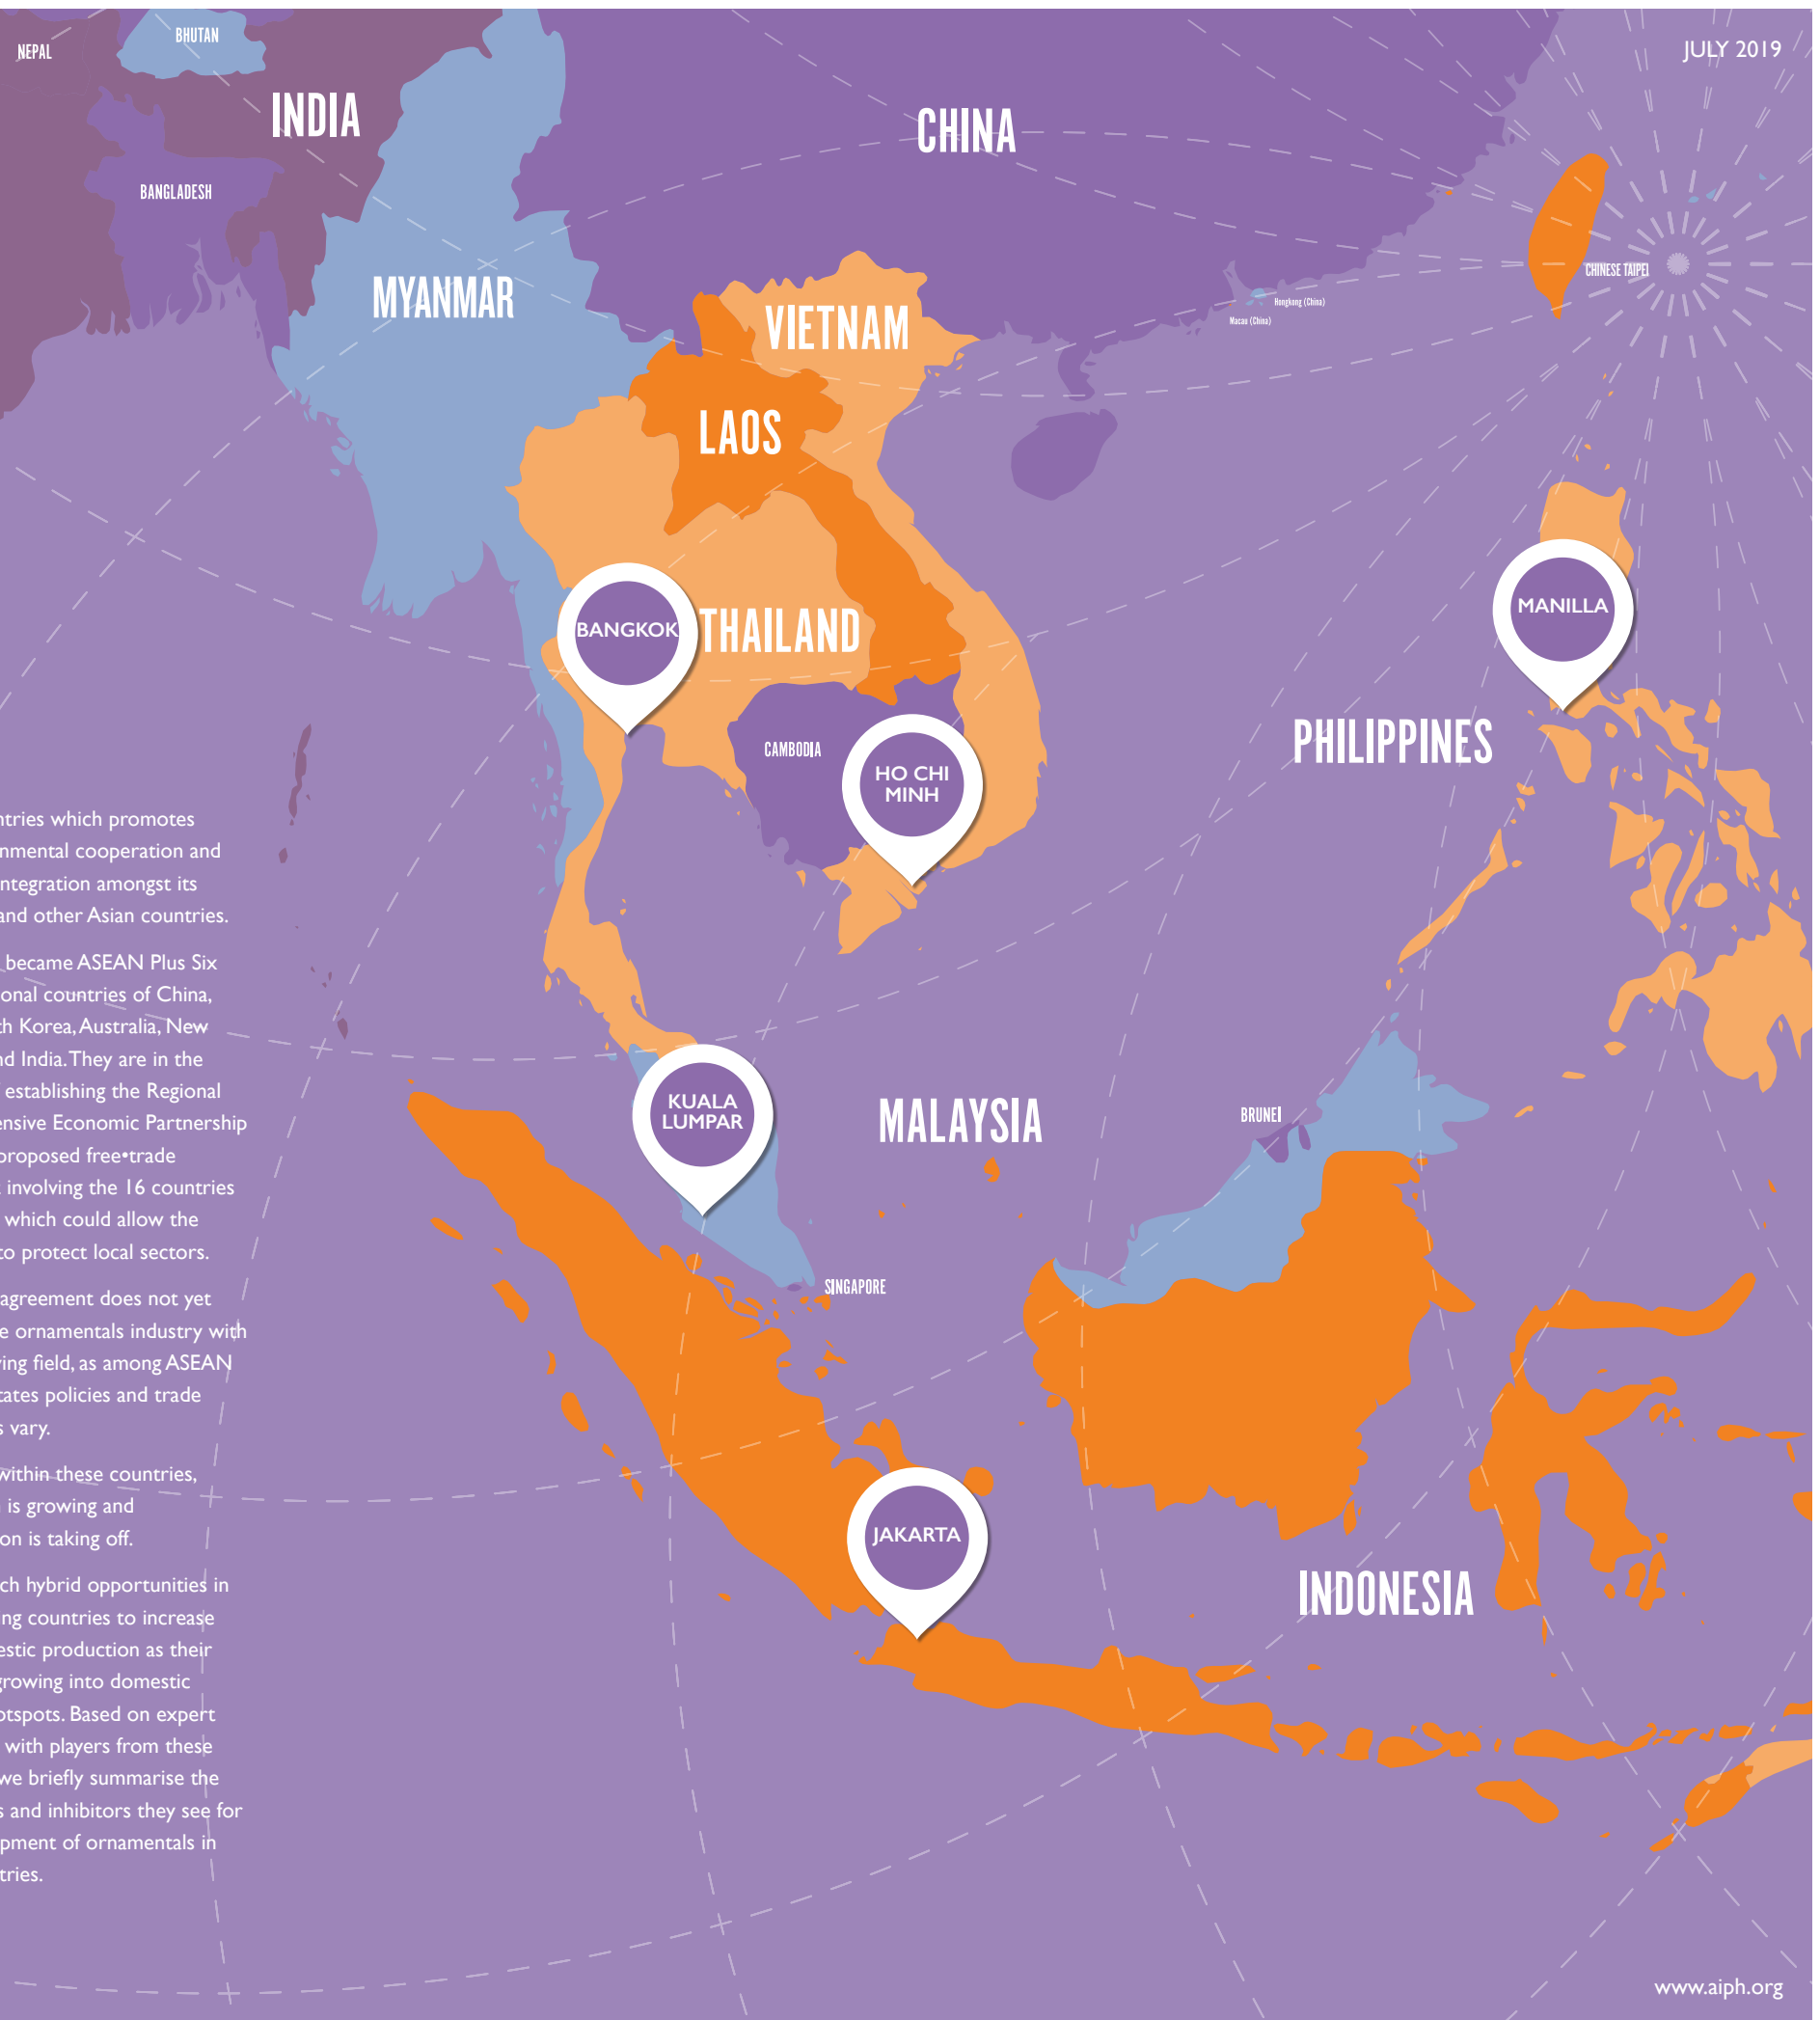 JULY 2019
NEPAL
BHUTAN
INDIA
CHINA
BANGLADESH
MYANMAR
VIETNAM
CHINESE TAIPEI
Hongkong (China)
Macau (China)
LAOS
BANGKOK
THAILAND
MANILLA
PHILIPPINES
CAMBODIA
HO CHI
MINH
KUALA
LUMPAR
MALAYSIA
BRUNEI
SINGAPORE
JAKARTA
INDONESIA
ntries which promotes
nmental cooperation and
integration amongst its
and other Asian countries.
became ASEAN Plus Six
onal countries of China,
th Korea, Australia, New
nd India. They are in the
establishing the Regional
ensive Economic Partnership
proposed free•trade
involving the 16 countries
which could allow the
to protect local sectors.
agreement does not yet
e ornamentals industry with
ying field, as among ASEAN
tates policies and trade
s vary.
within these countries,
n is growing and
on is taking off.
ch hybrid opportunities in
ng countries to increase
estic production as their
growing into domestic
otspots. Based on expert
with players from these
we briefly summarise the
s and inhibitors they see for
pment of ornamentals in
tries.
www.aiph.org